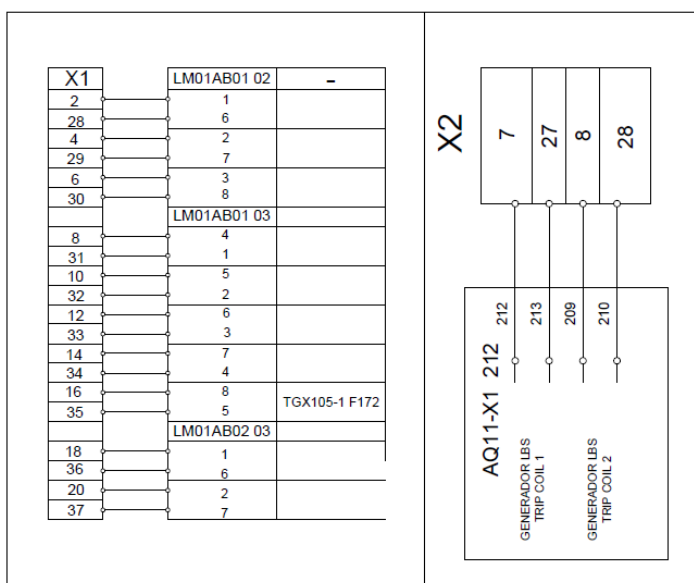 X1 LM01AB01 02 –
2 1
28 6
4 2
29 7
6 3
30 8
LM01AB01 03
8 4
31 1
10 5
32 2
12 6
33 3
14 7
34 4
16 8
35 5
TGX105-1 F172
LM01AB02 03
18 1
36 6
20 2
37 7
X2
7 27 8 28
212 213 209 210
AQ11-X1 212
GENERADOR LBS
TRIP COIL 1
GENERADOR LBS
TRIP COIL 2